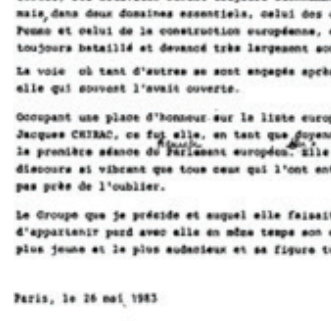 mais, dans deux domaines essentiels, celui des
Femme et celui de la construction européenne,
toujours bataillé et devancé très largement son
La voie où tant d'autres se sont engagés aprè
elle qui souvent l'avait ouverte.
Occupant une place d'honneur sur la liste europ
Jacques CHIRAC, ce fut elle, en tant que doyen
la première séance du Parlement européen. Elle
discours si vibrant que tous ceux qui l'ont en
pas près de l'oublier.
Le Groupe que je préside et auquel elle faisai
d'appartenir perd avec elle en même temps son
plus jeune et le plus audacieux et sa figure
Paris, le 26 mai 1983